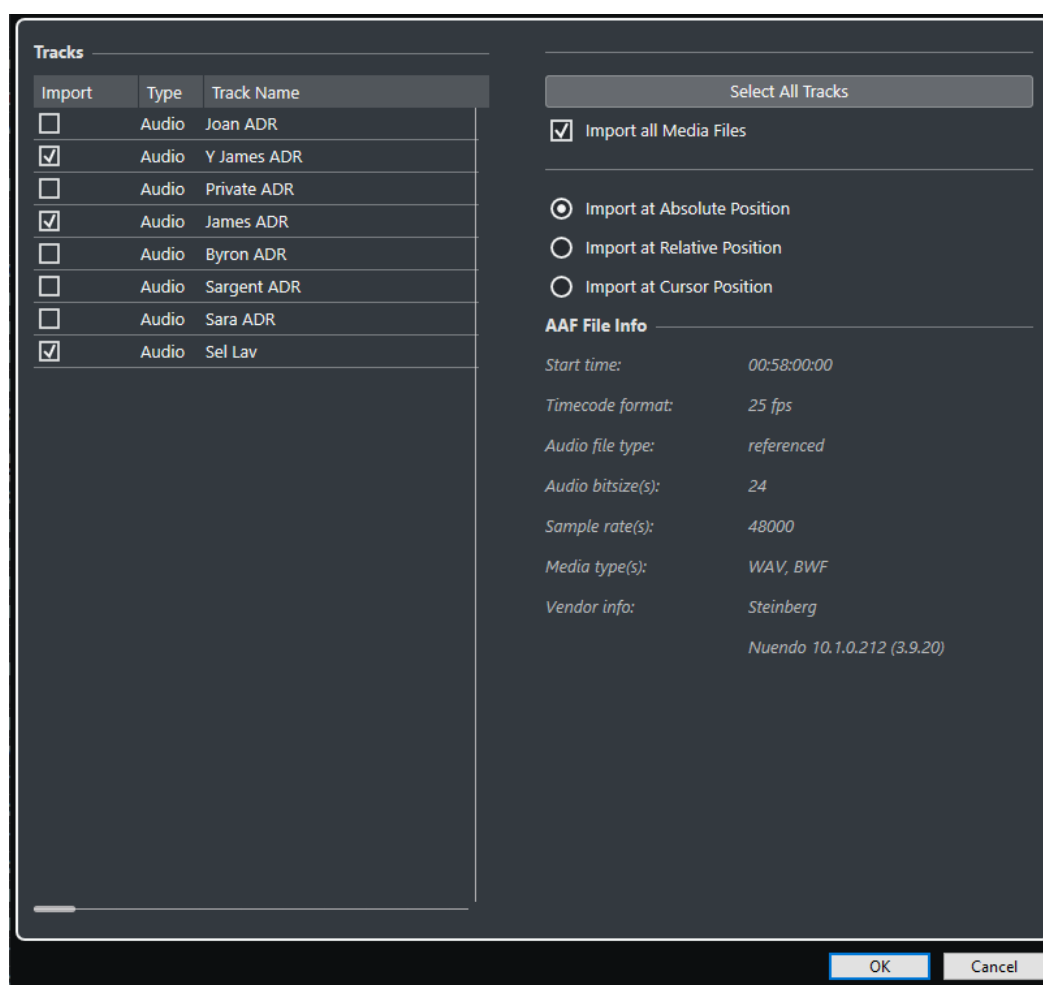 Tracks
Import Type Track Name
Audio Joan ADR
Audio Y James ADR
Audio Private ADR
Audio James ADR
Audio Byron ADR
Audio Sargent ADR
Audio Sara ADR
Audio Sel Lav
Select All Tracks
Import all Media Files
Import at Absolute Position
Import at Relative Position
Import at Cursor Position
AAF File Info
Start time: 00:58:00:00
Timecode format: 25 fps
Audio file type: referenced
Audio bitsize(s): 24
Sample rate(s): 48000
Media type(s): WAV, BWF
Vendor info: Steinberg
Nuendo 10.1.0.212 (3.9.20)
OK Cancel